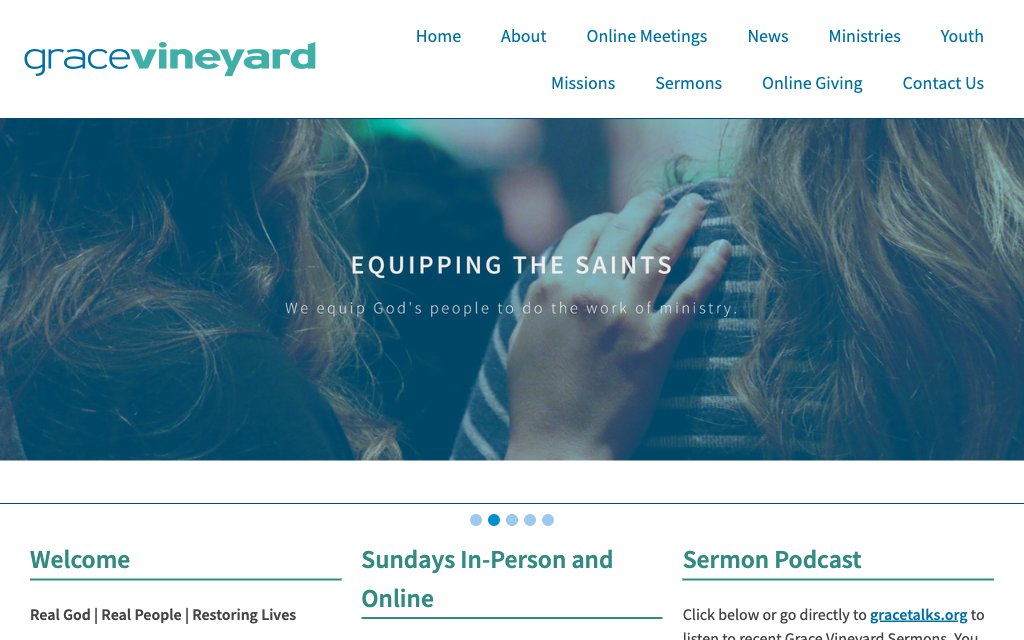 gracevineyard
Home About Online Meetings News Ministries Youth
Missions Sermons Online Giving Contact Us
EQUIPPING THE SAINTS
We equip God's people to do the work of ministry.
Welcome
Real God | Real People | Restoring Lives
Sundays In-Person and
Online
Sermon Podcast
Click below or go directly to gracetalks.org to
listen to recent Grace Vineyard Sermons. You